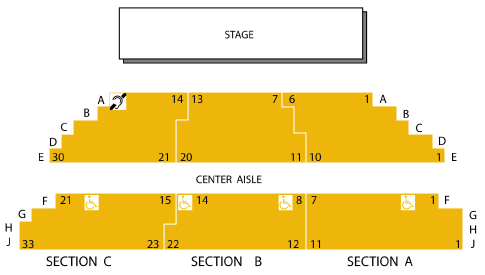 STAGE
A 14 13 7 6 1 A
B B
C C
D D
E 30 21 20 11 10 1 E
CENTER AISLE
F 21 15 14 8 7 1 F
G G
H H
J 33 23 22 12 11 1 J
SECTION C SECTION B SECTION A